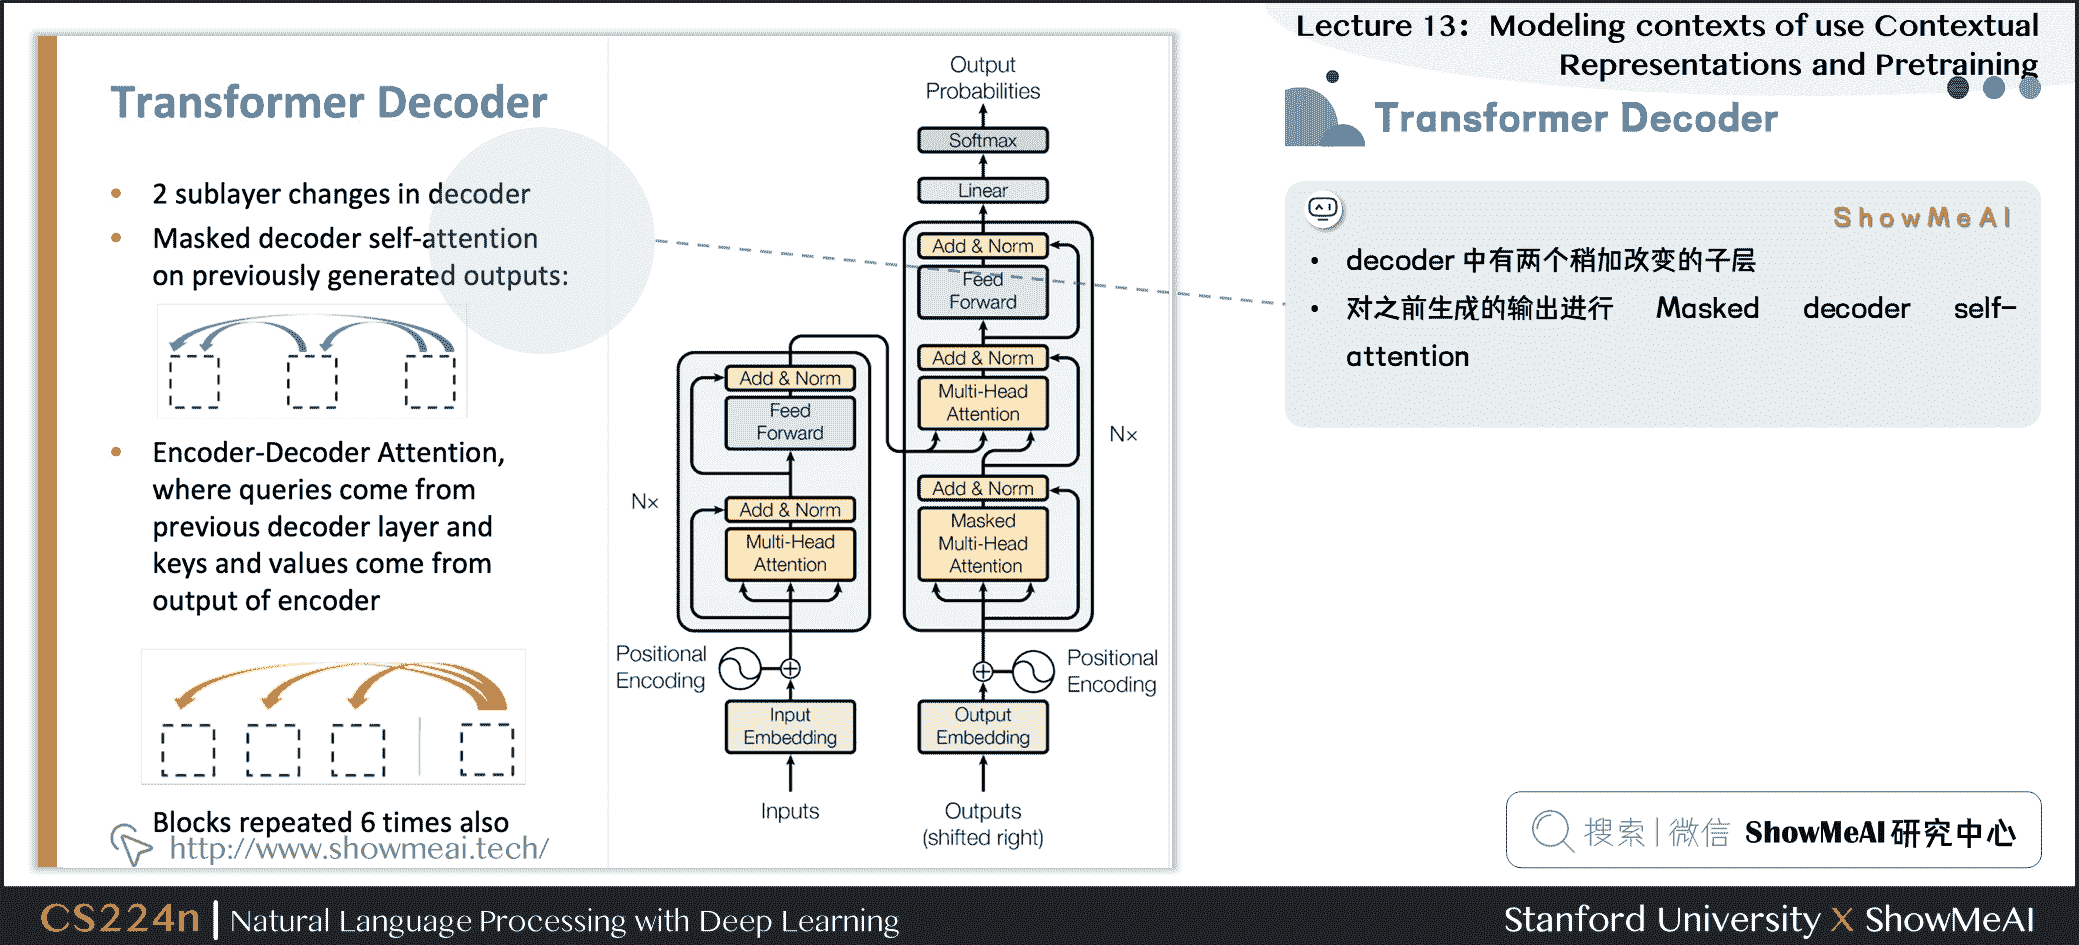 Lecture 13: Modeling contexts of use Contextual
Representations and Pretraining
Transformer Decoder
2 sublayer changes in decoder
Masked decoder self-attention
on previously generated outputs:
Encoder-Decoder Attention,
where queries come from
previous decoder layer and
keys and values come from
output of encoder
Blocks repeated 6 times also
http://www.showmeai.tech/
Output
Probabilities
Softmax
Linear
Add & Norm
Feed
Forward
Add & Norm
Multi-Head
Attention
N×
Add & Norm
Masked
Multi-Head
Attention
Add & Norm
Feed
Forward
N×
Add & Norm
Multi-Head
Attention
Positional
Encoding
Positional
Encoding
Input
Embedding
Output
Embedding
Inputs
Outputs
(shifted right)
Transformer Decoder
ShowMeAI
• decoder 中有两个稍加改变的子层
• 对之前生成的输出进行 Masked decoder self-
attention
搜索 | 微信 ShowMeAI 研究中心
CS224n | Natural Language Processing with Deep Learning
Stanford University X ShowMeAI